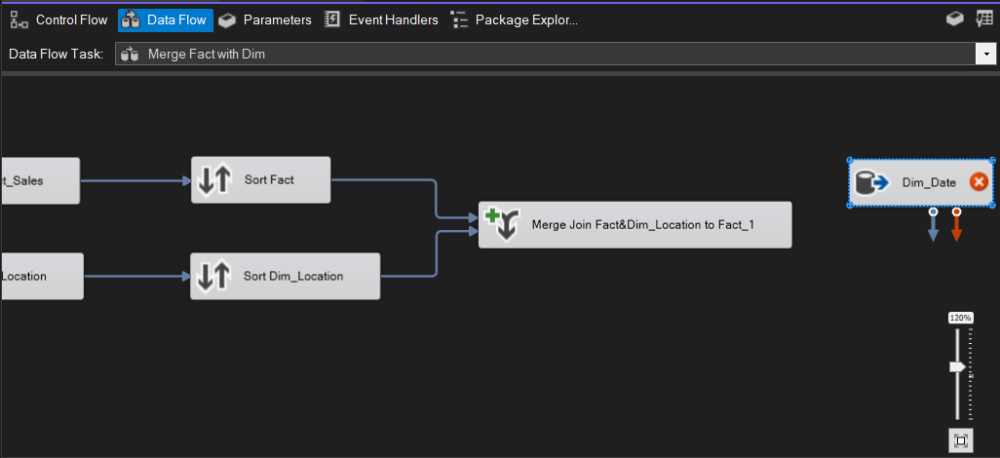 Control Flow Data Flow Parameters Event Handlers Package Explor...
Data Flow Task: Merge Fact with Dim
ct_Sales
Sort Fact
Dim_Date
Merge Join Fact&Dim_Location to Fact_1
Location
Sort Dim_Location
120%